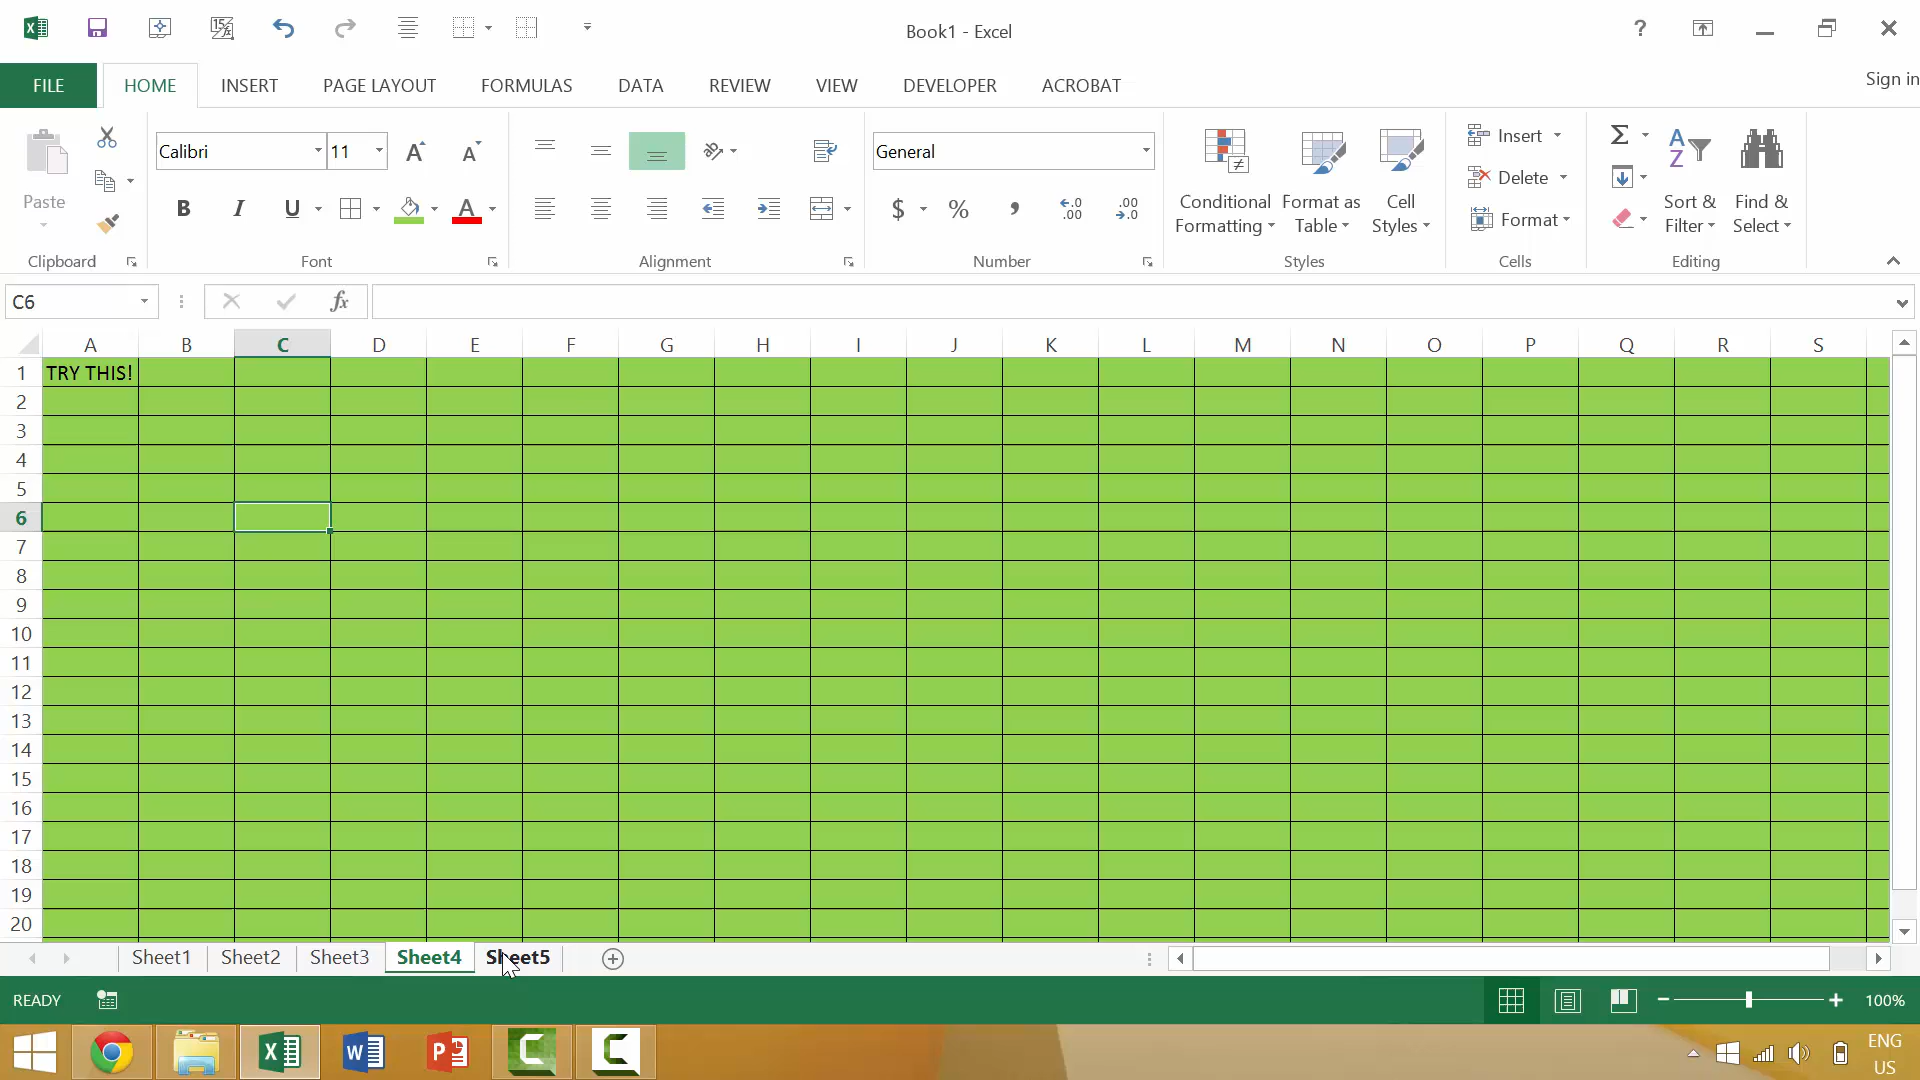 Book1 - Excel
?
FILE HOME INSERT PAGE LAYOUT FORMULAS DATA REVIEW VIEW DEVELOPER ACROBAT Sign in
Paste
Calibri 11
B I U A
General
$ % ,
Conditional Formatting
Format as Table
Cell Styles
Insert
Delete
Format
Sort & Filter
Find & Select
Clipboard Font Alignment Number Styles Cells Editing
C6 fx
A B C D E F G H I J K L M N O P Q R S
1 TRY THIS!
2
3
4
5
6
7
8
9
10
11
12
13
14
15
16
17
18
19
20
Sheet1 Sheet2 Sheet3 Sheet4 Sheet5
READY 100%
ENG
US